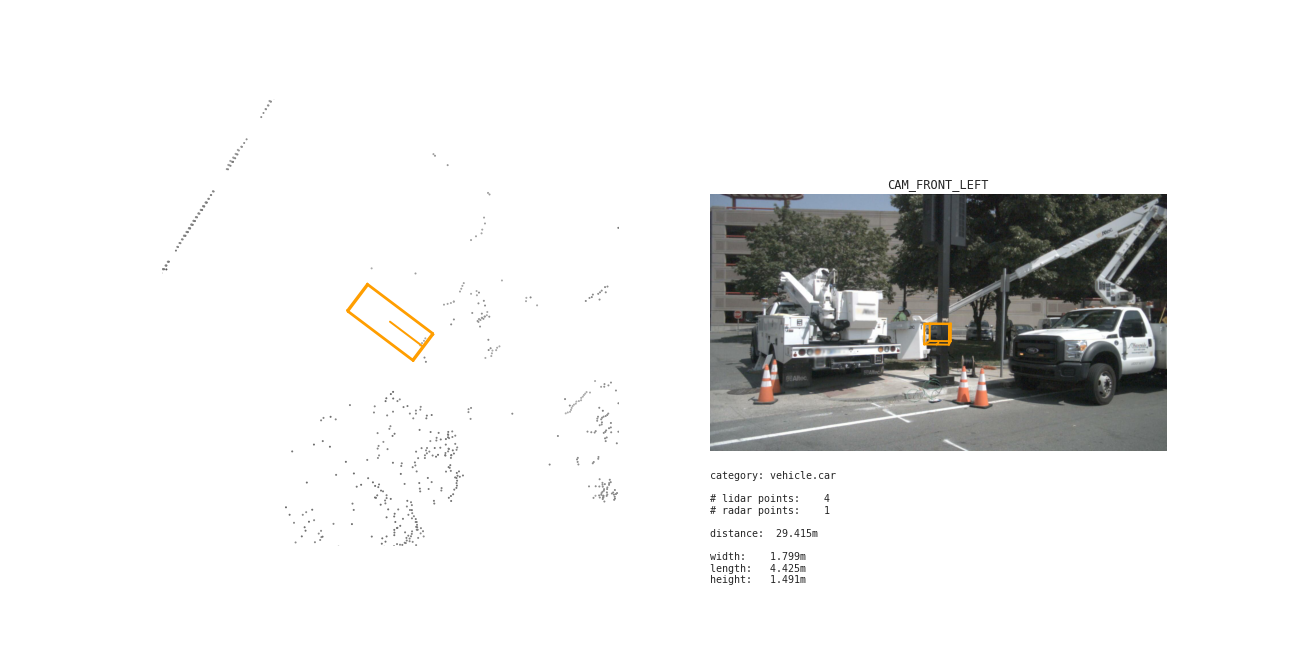 CAM_FRONT_LEFT
category: vehicle.car
# lidar points:    4
# radar points:    1
distance:  29.415m
width:    1.799m
length:   4.425m
height:   1.491m